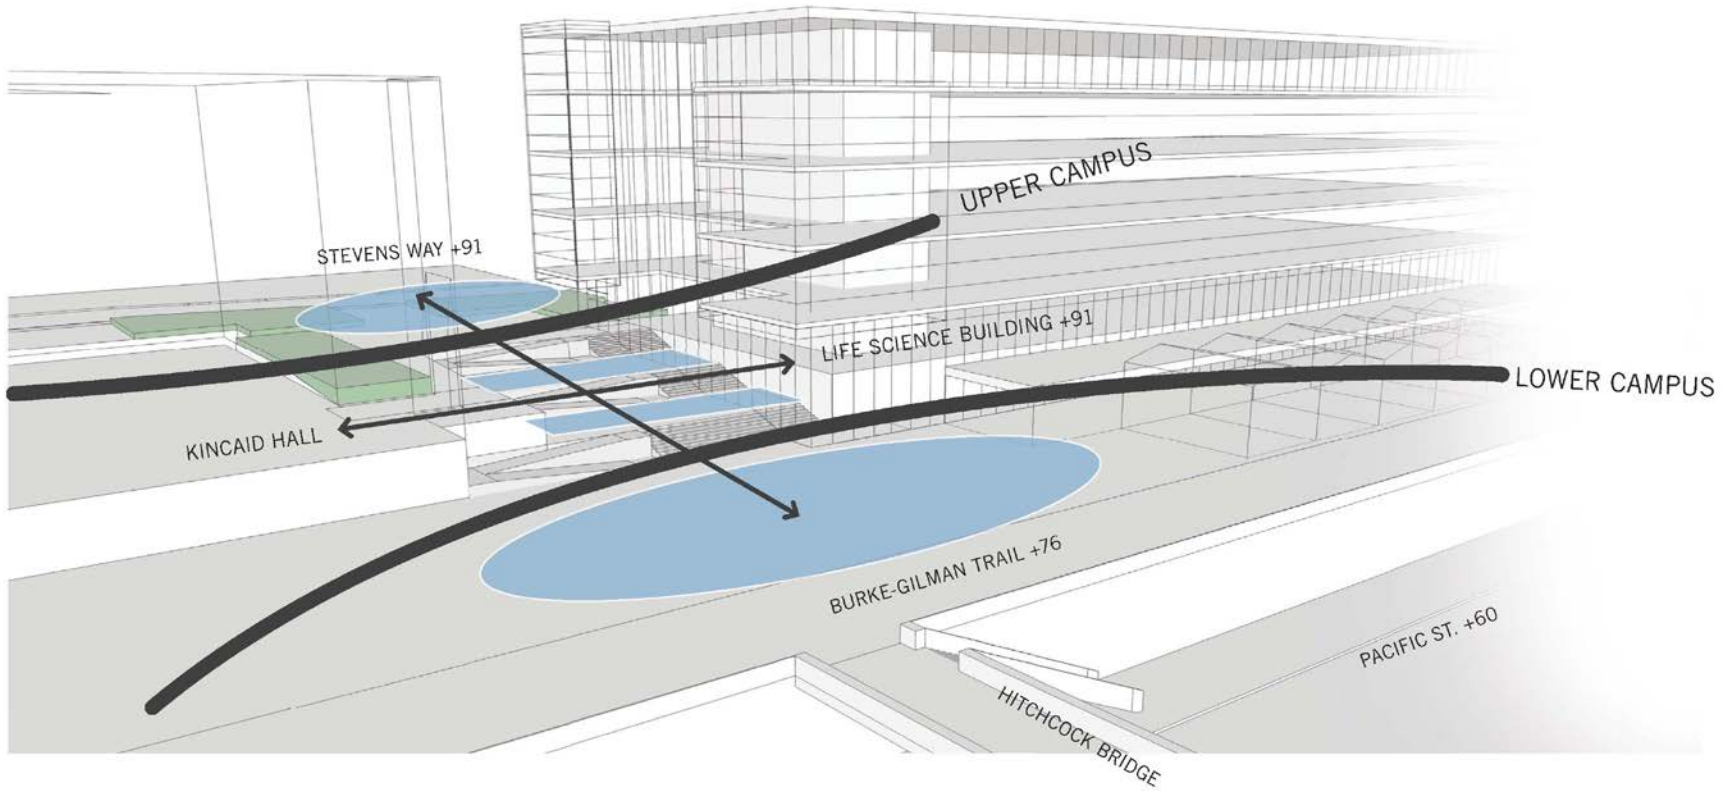 UPPER CAMPUS
STEVENS WAY +91
LIFE SCIENCE BUILDING +91
LOWER CAMPUS
KINCAID HALL
BURKE-GILMAN TRAIL +76
PACIFIC ST. +60
HITCHCOCK BRIDGE